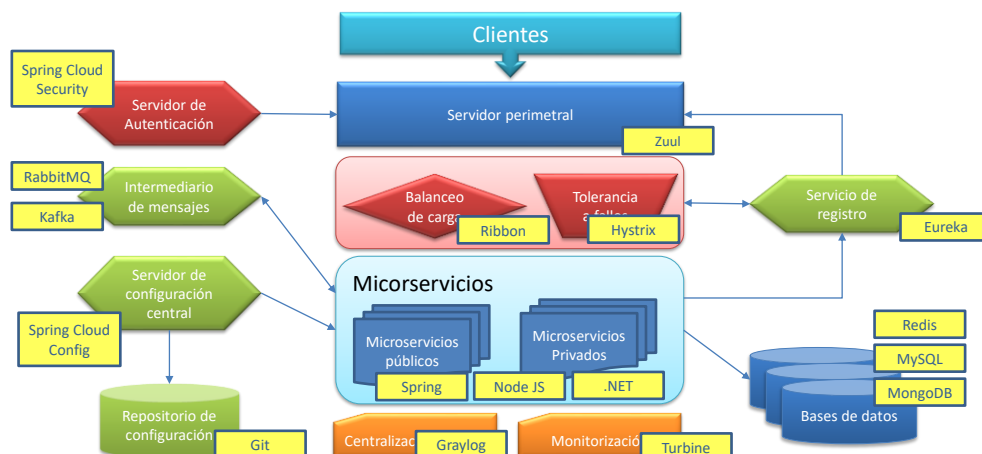 Clientes
Spring Cloud
Security
Servidor de
Autenticación
Servidor perimetral
Zuul
RabbitMQ
Kafka
Intermediario
de mensajes
Balanceo
de carga
Ribbon
Tolerancia
a fallos
Hystrix
Servicio de
registro
Eureka
Servidor de
configuración
central
Spring Cloud
Config
Micorservicios
Microservicios
públicos
Microservicios
Privados
Spring
Node JS
.NET
Redis
MySQL
MongoDB
Bases de datos
Repositorio de
configuración
Git
Centralizac
Graylog
Monitorización
Turbine